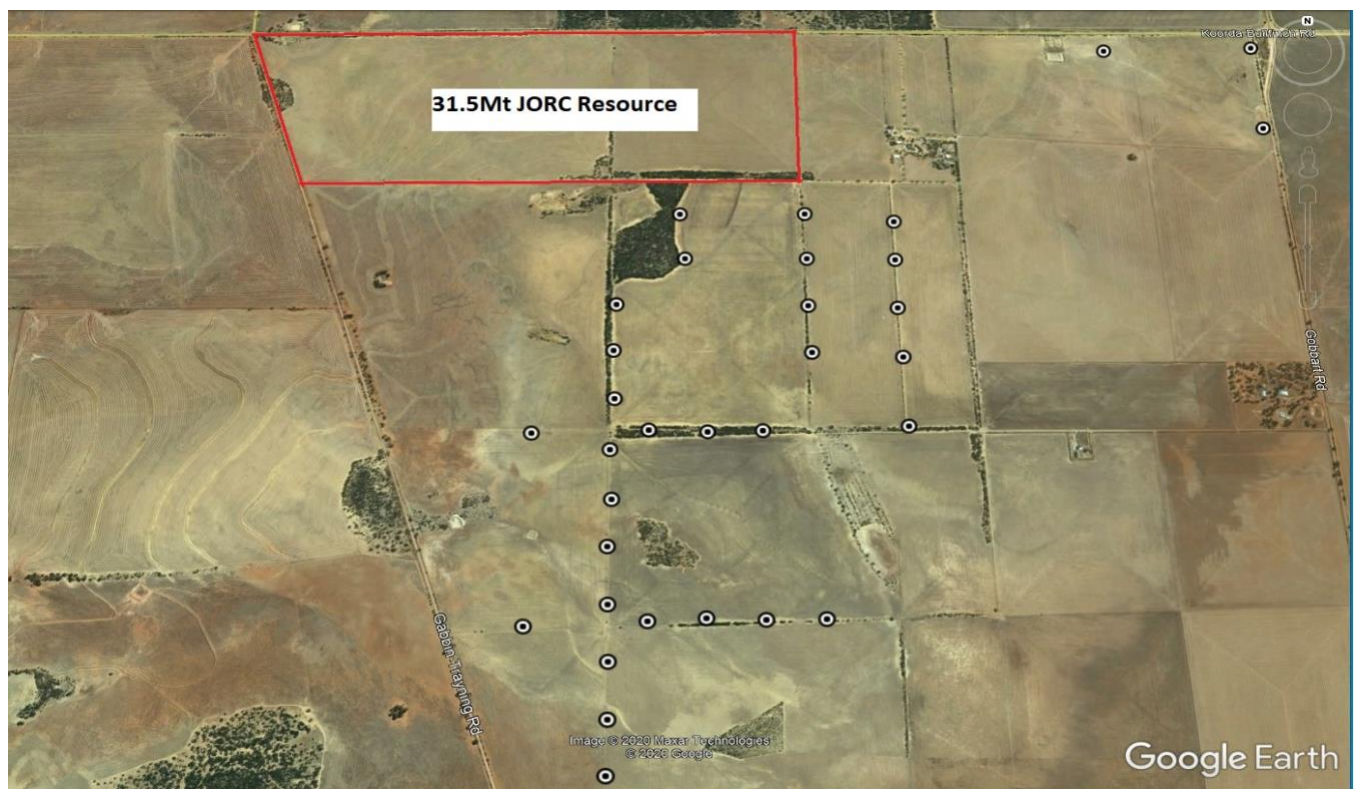 N
Koorda-Bullfinch Rd
31.5Mt JORC Resource
Gobbart Rd
Gabbin-Trayning Rd
Image © 2020 Maxar Technologies
© 2020 Google
Google Earth